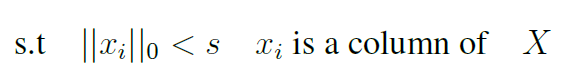 s.t ||x_i||_0 < s x_i is a column of X